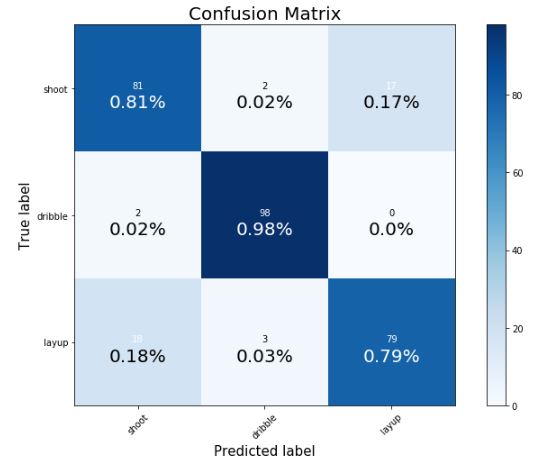 Confusion Matrix
shoot
81
0.81%
2
0.02%
17
0.17%
dribble
2
0.02%
98
0.98%
0
0.0%
layup
18
0.18%
3
0.03%
79
0.79%
True label
shoot
dribble
layup
Predicted label
80
60
40
20
0